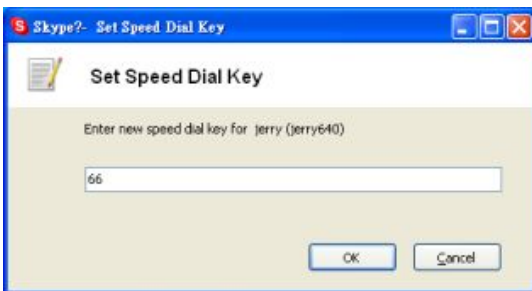 S Skype?- Set Speed Dial Key
Set Speed Dial Key
Enter new speed dial key for jerry (jerry640)
66
OK Cancel